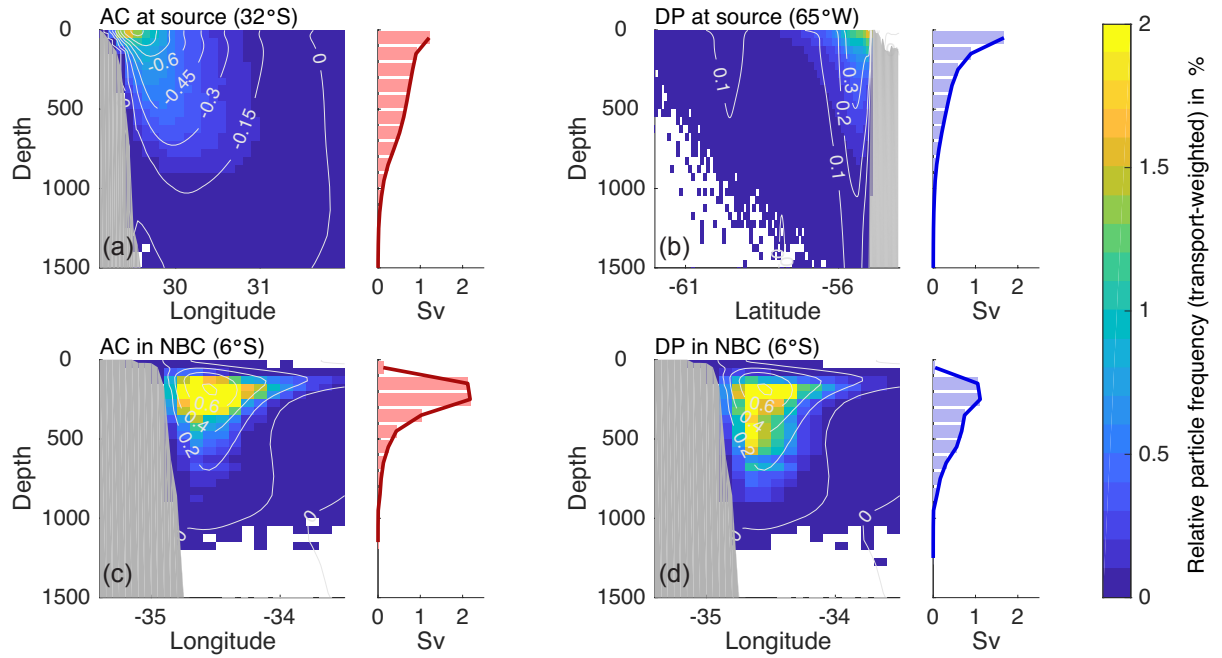 AC at source (32°S)
0
500
1000
1500
Depth
-0.6
-0.45
-0.3
-0.15
0
(a)
30
31
Longitude
0
1
2
Sv
DP at source (65°W)
0
500
1000
1500
Depth
0.1
0.3
0.2
0.1
(b)
-61
-56
Latitude
0
1
2
Sv
AC in NBC (6°S)
0
500
1000
1500
Depth
0.6
0.4
0.2
0
0
(c)
-35
-34
Longitude
0
1
2
Sv
DP in NBC (6°S)
0
500
1000
1500
Depth
0.6
0.4
0.2
0
0
(d)
-35
-34
Longitude
0
1
2
Sv
2
1.5
1
0.5
0
Relative particle frequency (transport-weighted) in %